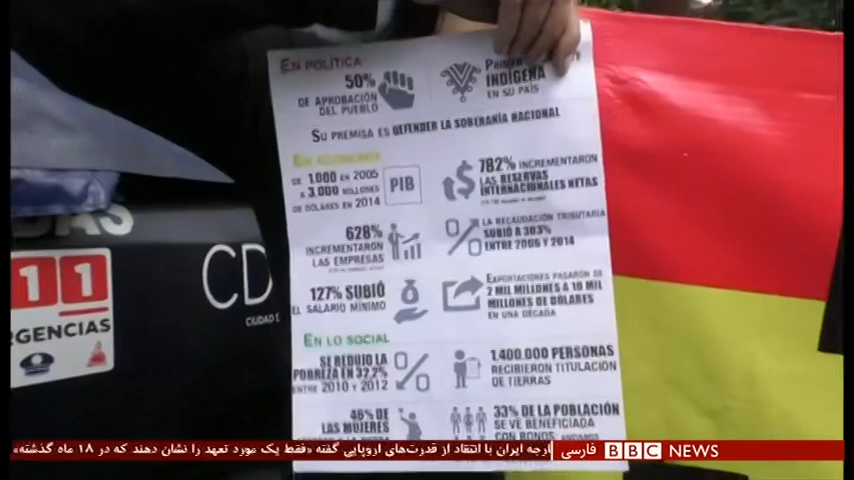 EN POLÍTICA
50%
DE APROBACIÓN
DEL PUEBLO
PRIMER
INDÍGENA
EN SU PAÍS
SU PREMISA ES DEFENDER LA SOBERANÍA NACIONAL
EN ECONOMÍA
DE 1.000 EN 2005
A 3.000 MILLONES
DE DÓLARES EN 2014
PIB
782% INCREMENTARON
LAS RESERVAS
INTERNACIONALES NETAS
628%
INCREMENTARON
LAS EMPRESAS
LA RECAUDACIÓN TRIBUTARIA
SUBIÓ A 303%
ENTRE 2006 Y 2014
127% SUBIÓ
EL SALARIO MÍNIMO
EXPORTACIONES PASARON DE
2 MIL MILLONES A 10 MIL
MILLONES DE DÓLARES
EN UNA DÉCADA
EN LO SOCIAL
SE REDUJO LA
POBREZA EN 32,2%
ENTRE 2010 Y 2012
1.400.000 PERSONAS
RECIBIERON TITULACIÓN
DE TIERRAS
46% DE
LAS MUJERES
33% DE LA POBLACIÓN
SE VE BENEFICIADA
CON BONOS:
DAS
11
RGENCIAS
CD
CIUDAD
ارجه ایران با انتقاد از قدرت‌های اروپایی گفته «فقط یک مورد تعهد را نشان دهند که در ۱۸ ماه گذشته»
BBC NEWS فارسی